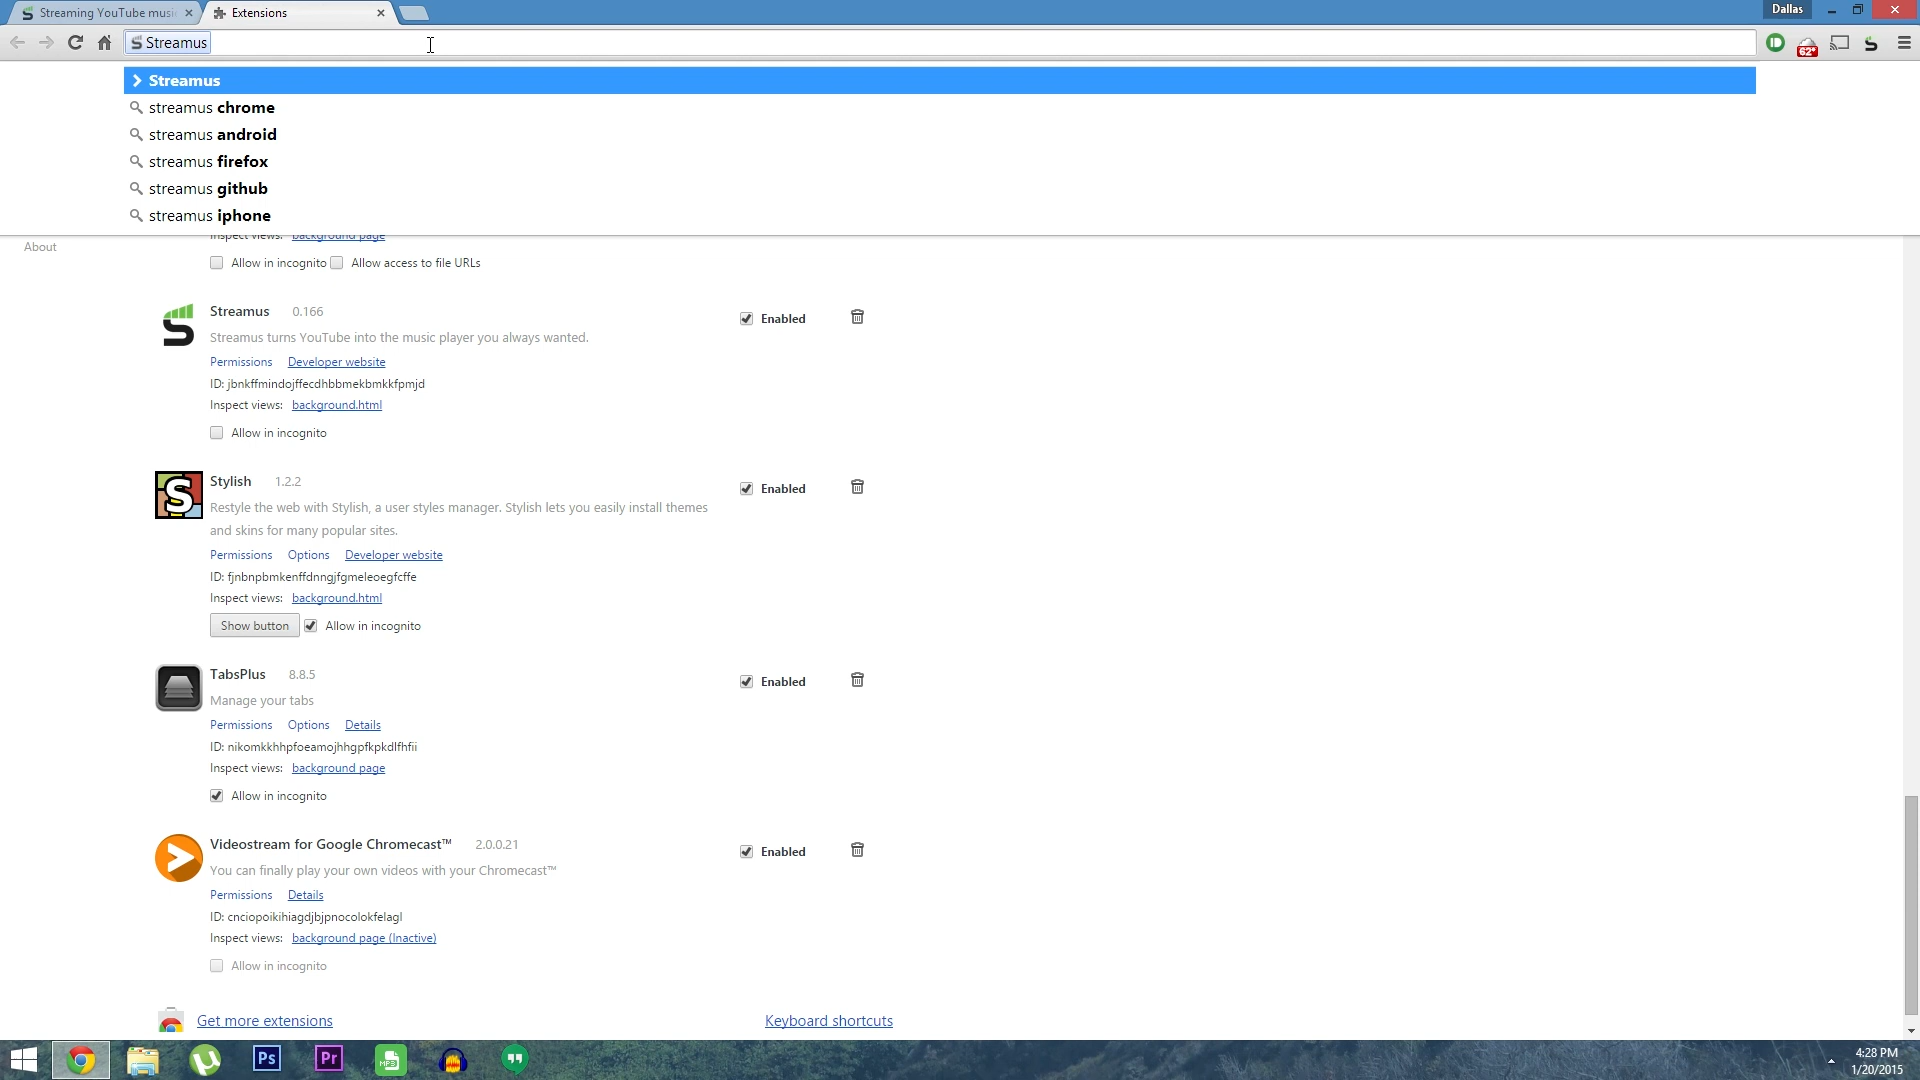 Streaming YouTube musi
Extensions
Dallas
Streamus
62°
Streamus
streamus chrome
streamus android
streamus firefox
streamus github
streamus iphone
About
Inspect views: background page
Allow in incognito
Allow access to file URLs
Streamus 0.166
Enabled
Streamus turns YouTube into the music player you always wanted.
Permissions Developer website
ID: jbnkffmindojffecdhbbmekbmkkfpmjd
Inspect views: background.html
Allow in incognito
Stylish 1.2.2
Enabled
Restyle the web with Stylish, a user styles manager. Stylish lets you easily install themes
and skins for many popular sites.
Permissions Options Developer website
ID: fjnbnpbmkenffdnngjfgmeleoegfcffe
Inspect views: background.html
Show button
Allow in incognito
TabsPlus 8.8.5
Enabled
Manage your tabs
Permissions Options Details
ID: nikomkkhhpfoeamojhhgpfkpkdlfhfii
Inspect views: background page
Allow in incognito
Videostream for Google Chromecast™ 2.0.0.21
Enabled
You can finally play your own videos with your Chromecast™
Permissions Details
ID: cnciopoikihiagdjbjpnocolokfelagl
Inspect views: background page (Inactive)
Allow in incognito
Get more extensions
Keyboard shortcuts
Ps
Pr
MP3
4:28 PM
1/20/2015